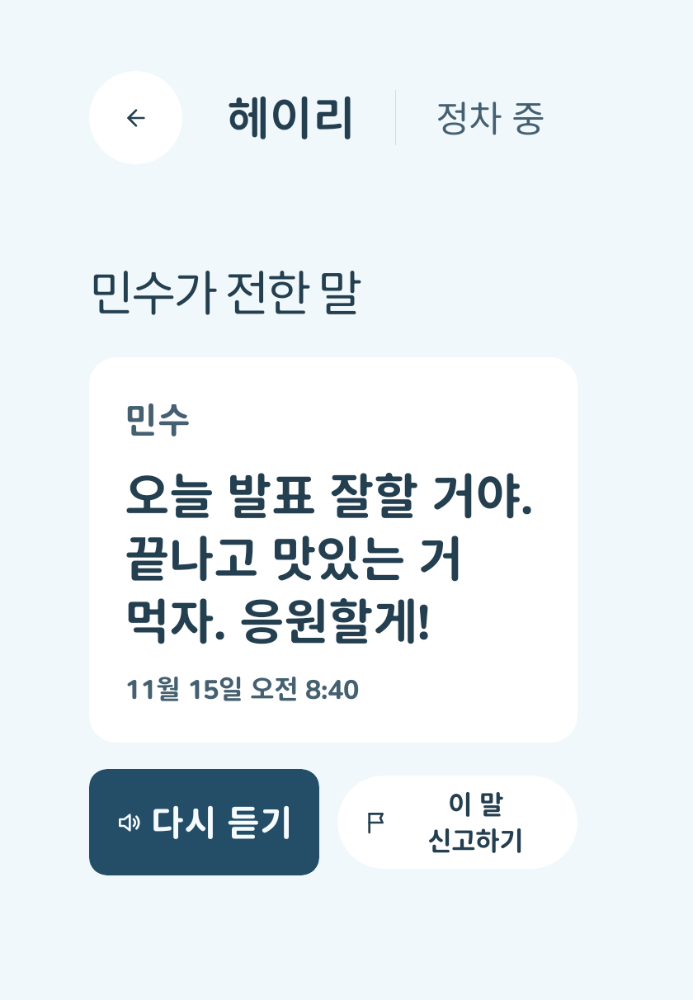 헤이리
정차 중
민수가 전한 말
민수
오늘 발표 잘할 거야.
끝나고 맛있는 거
먹자. 응원할게!
11월 15일 오전 8:40
다시 듣기
이 말
신고하기